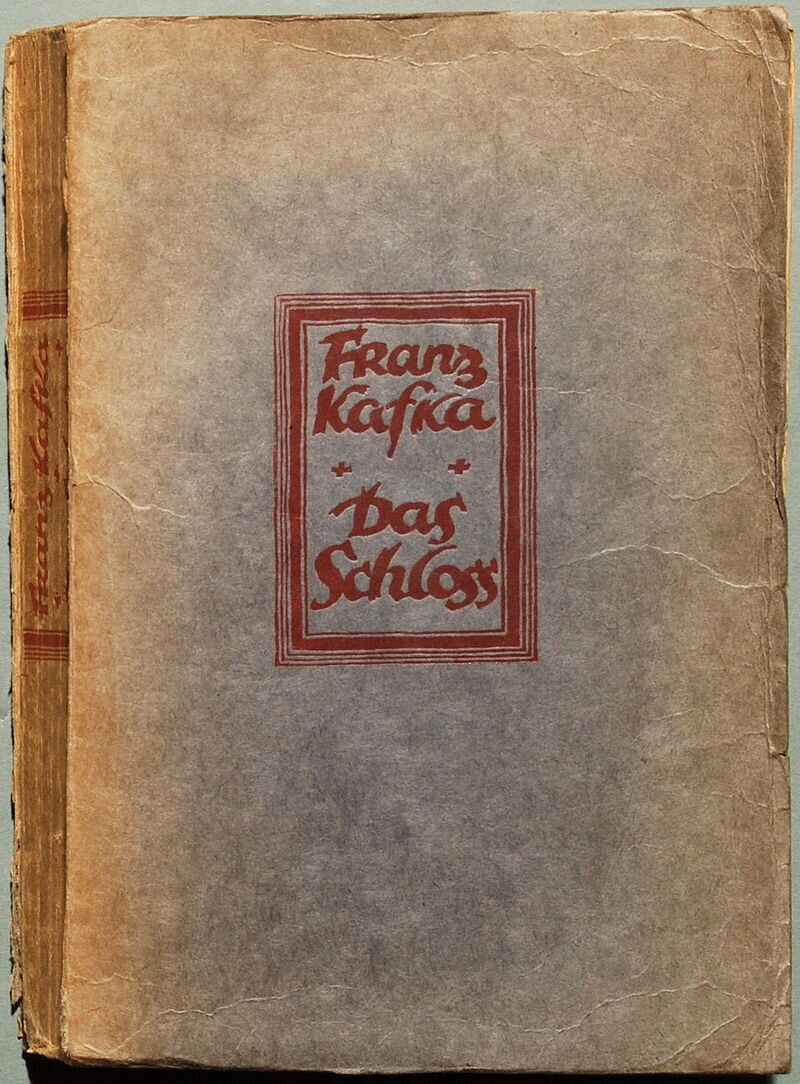 Franz
Kafka
+ +
Das
Schloss
Franz Kafka